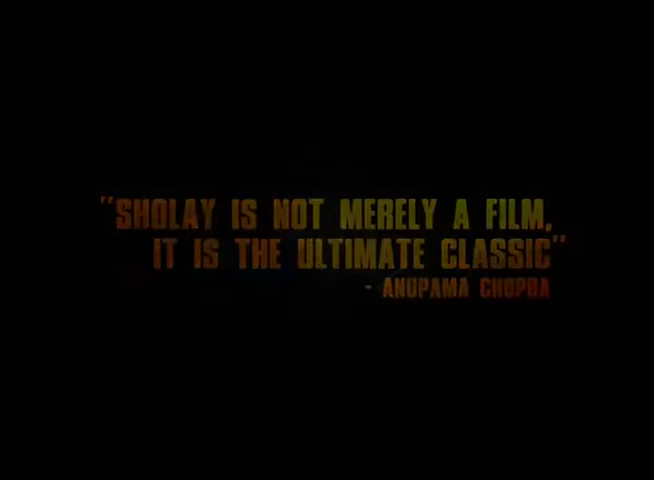 "SHOLAY IS NOT MERELY A FILM,
IT IS THE ULTIMATE CLASSIC"
- ANUPAMA CHOPRA